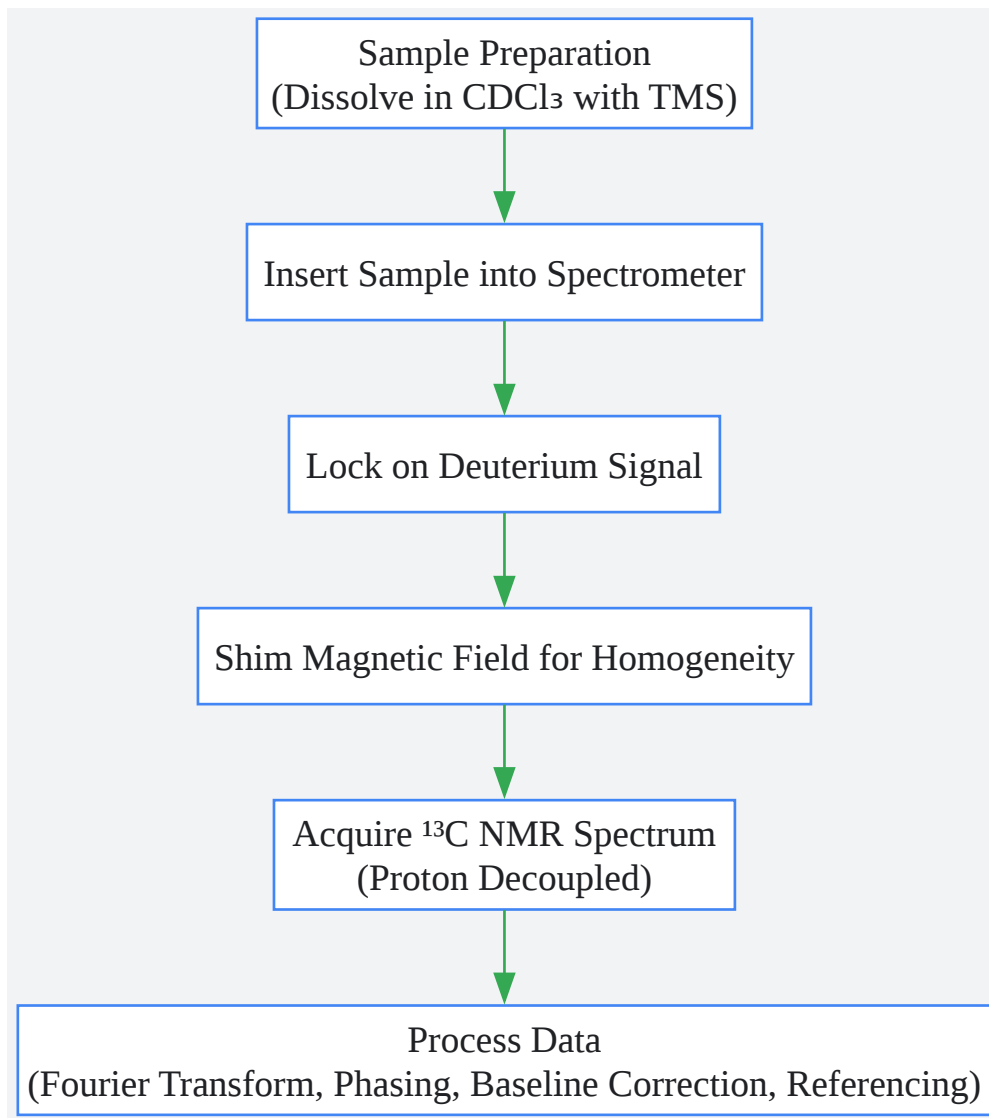 Sample Preparation
(Dissolve in CDCl₃ with TMS)
Insert Sample into Spectrometer
Lock on Deuterium Signal
Shim Magnetic Field for Homogeneity
Acquire ¹³C NMR Spectrum
(Proton Decoupled)
Process Data
(Fourier Transform, Phasing, Baseline Correction, Referencing)